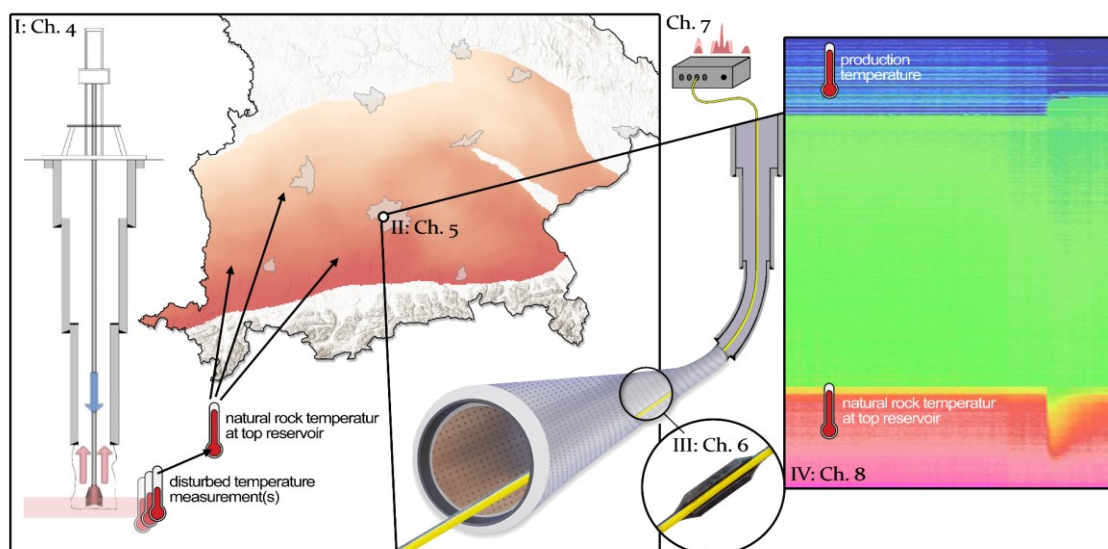 I: Ch. 4
Ch. 7
production
temperature
II: Ch. 5
natural rock temperatur
at top reservoir
disturbed temperature
measurement(s)
III: Ch. 6
natural rock temperatur
at top reservoir
IV: Ch. 8